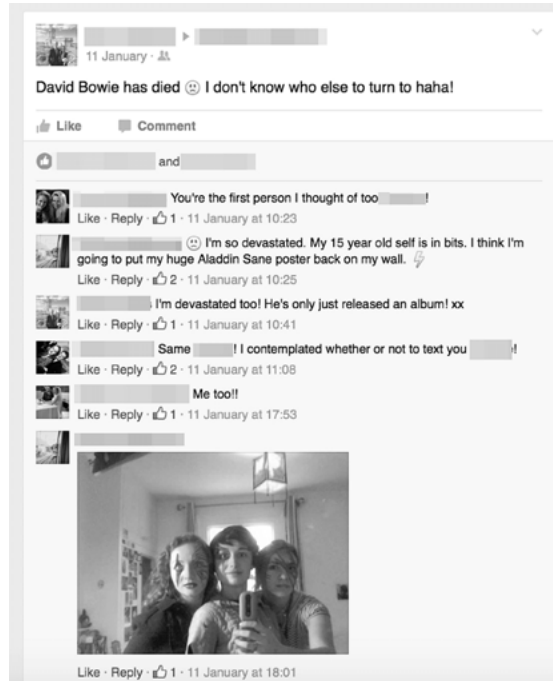 11 January ·
David Bowie has died ☹ I don't know who else to turn to haha!
Like Comment
and
You're the first person I thought of too !
Like · Reply · 1 · 11 January at 10:23
☹ I'm so devastated. My 15 year old self is in bits. I think I'm
going to put my huge Aladdin Sane poster back on my wall. ⚡
Like · Reply · 2 · 11 January at 10:25
I'm devastated too! He's only just released an album! xx
Like · Reply · 1 · 11 January at 10:41
Same ! I contemplated whether or not to text you !
Like · Reply · 2 · 11 January at 11:08
Me too!!
Like · Reply · 1 · 11 January at 17:53
Like · Reply · 1 · 11 January at 18:01